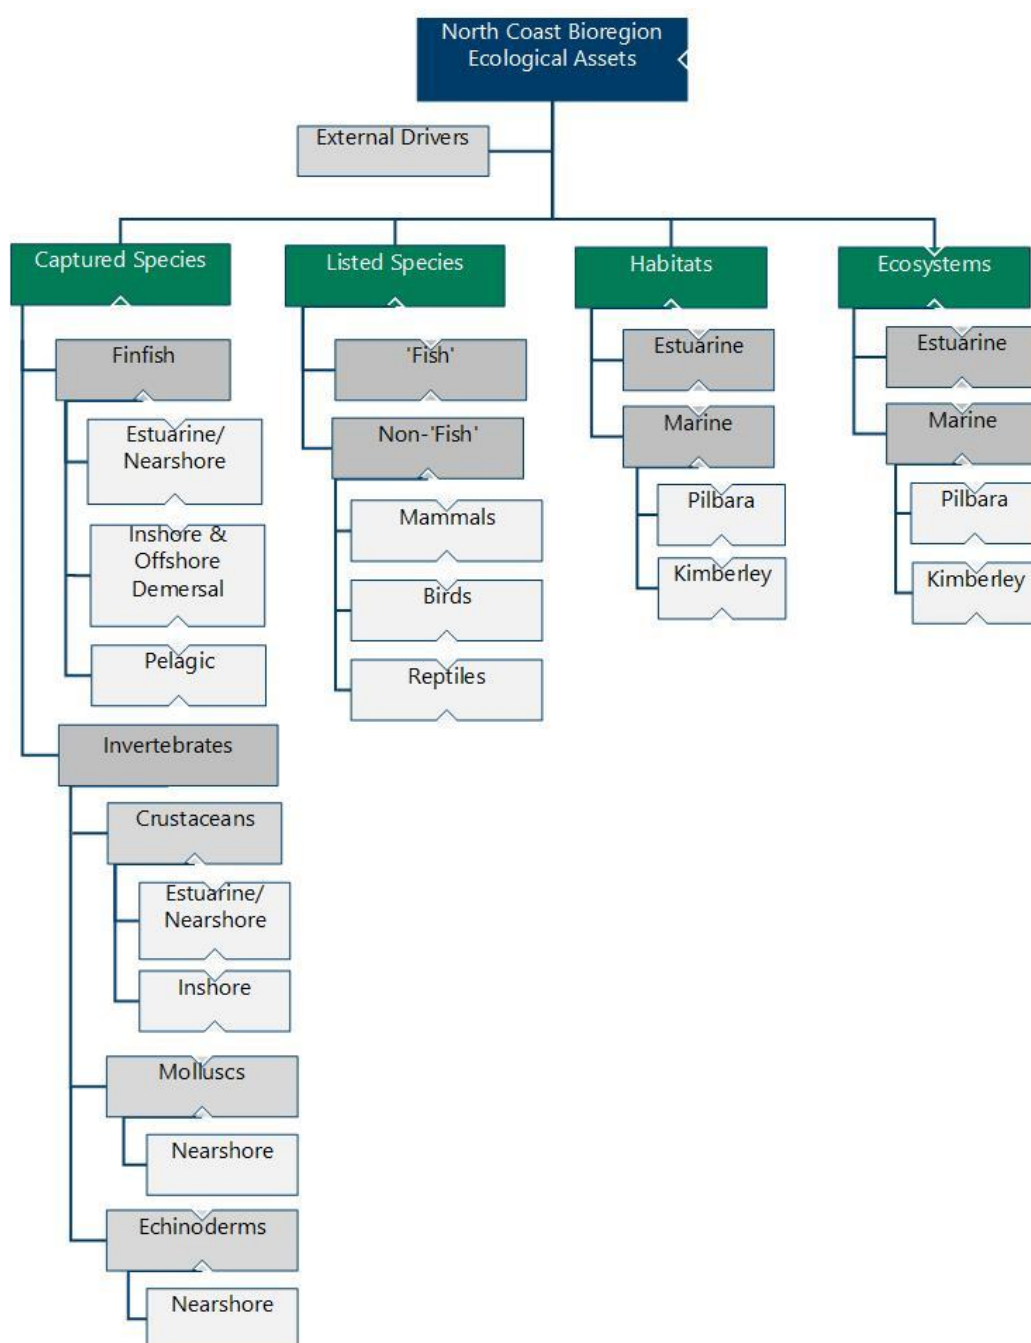 North Coast Bioregion
Ecological Assets
External Drivers
Captured Species
Finfish
Estuarine/
Nearshore
Inshore &
Offshore
Demersal
Pelagic
Invertebrates
Crustaceans
Estuarine/
Nearshore
Inshore
Molluscs
Nearshore
Echinoderms
Nearshore
Listed Species
'Fish'
Non-'Fish'
Mammals
Birds
Reptiles
Habitats
Estuarine
Marine
Pilbara
Kimberley
Ecosystems
Estuarine
Marine
Pilbara
Kimberley